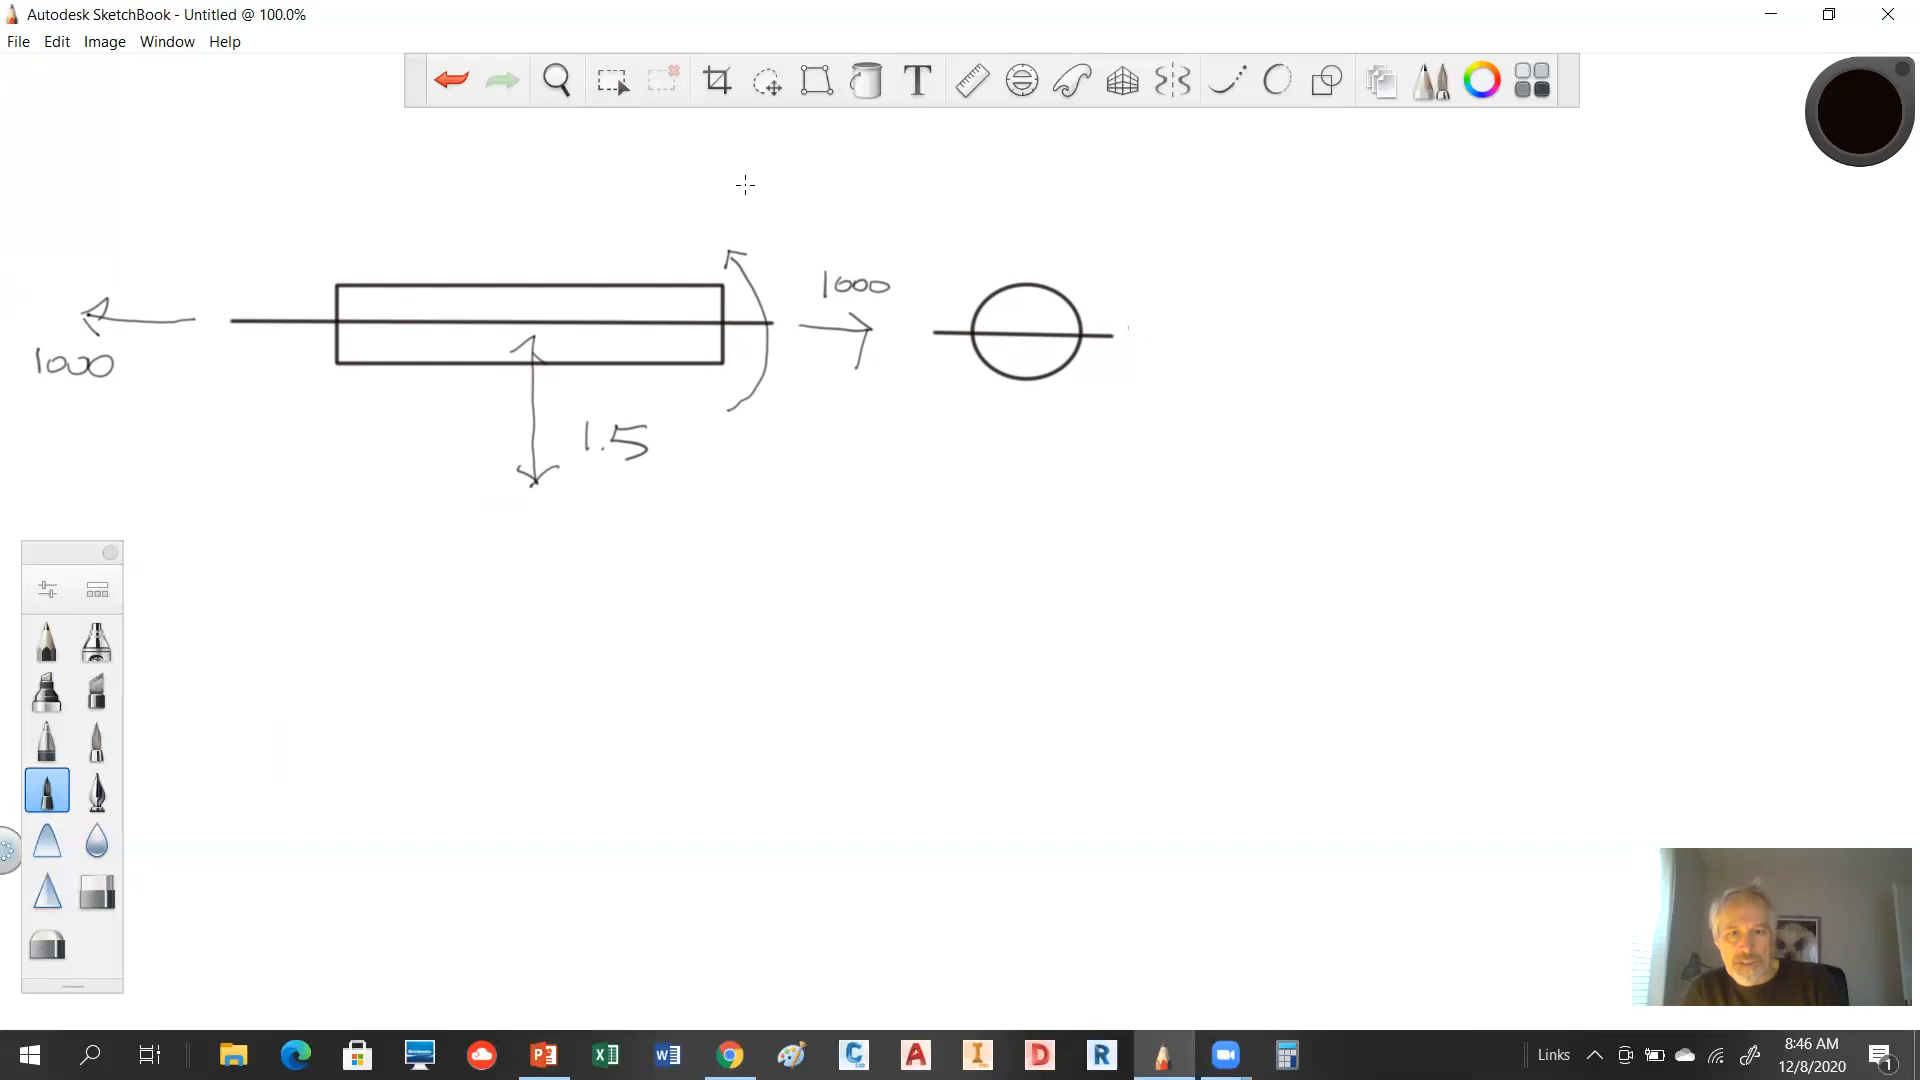 Autodesk SketchBook - Untitled @ 100.0%
File Edit Image Window Help
T
1000
1000
1.5
C
A
I
D
R
Links
8:46 AM
12/8/2020
1